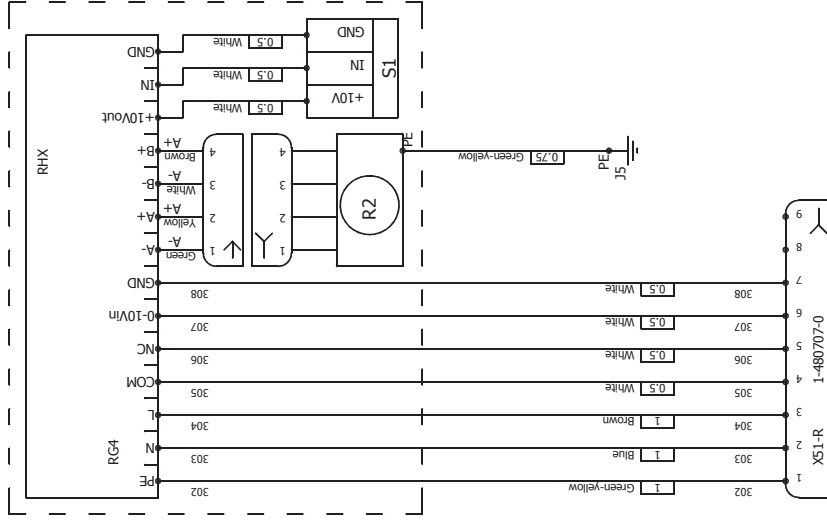 RHX
RG4
GND
IN
+10Vout
B+
B-
A+
A-
GND
0-10Vin
NC
COM
L
N
PE
White 0.5
White 0.5
White 0.5
GND
IN
+10V
S1
A+
Brown
A-
White
A+
Yellow
A-
Green
4
3
2
1
4
3
2
1
R2
PE
Green-yellow 0.75
PE
J5
308 White 0.5 308
307 White 0.5 307
306 White 0.5 306
305 White 0.5 305
304 Brown 1 304
303 Blue 1 303
302 Green-yellow 1 302
9
8
7
6
5
4
3
2
1
1-480707-0
X51-R